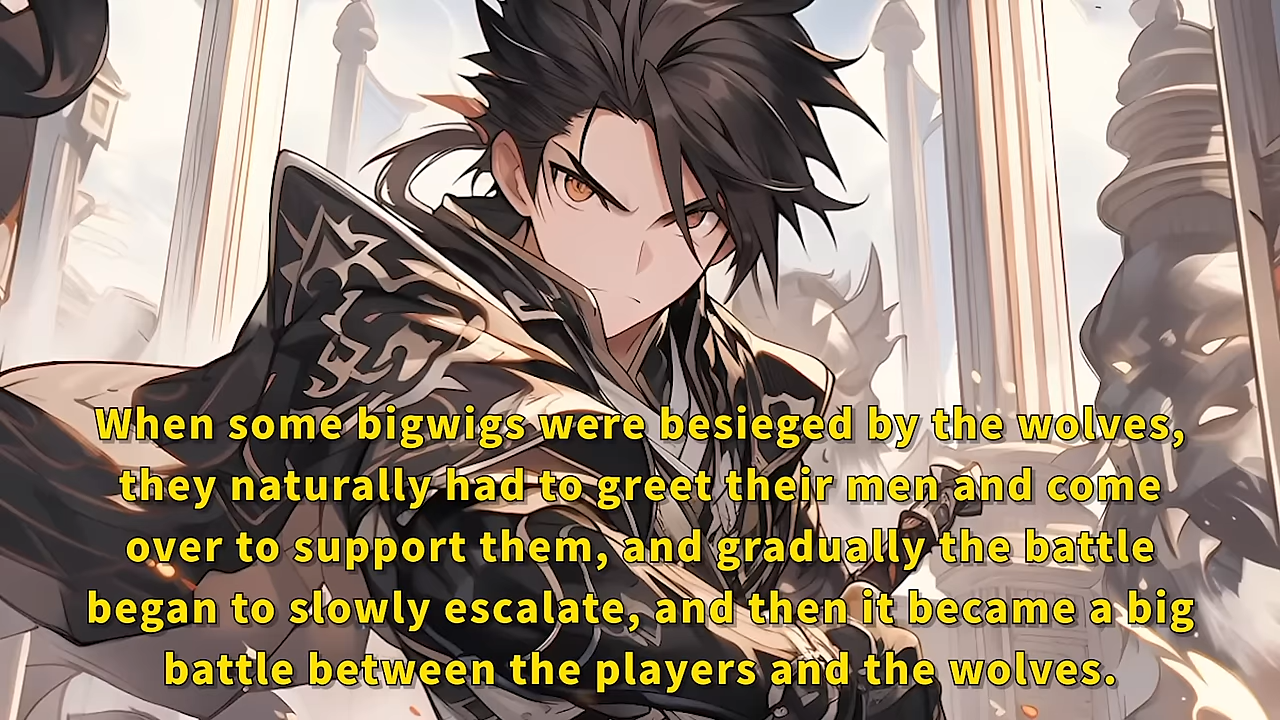 When some bigwigs were besieged by the wolves,
they naturally had to greet their men and come
over to support them, and gradually the battle
began to slowly escalate, and then it became a big
battle between the players and the wolves.